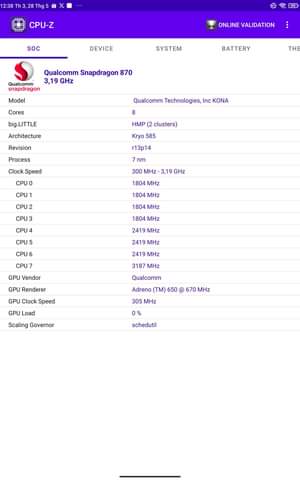 12:38 Th 3, 28 Thg 5
CPU-Z
ONLINE VALIDATION
SOC DEVICE SYSTEM BATTERY THE
Qualcomm Snapdragon 870
3,19 GHz
Qualcomm
snapdragon
Model Qualcomm Technologies, Inc KONA
Cores 8
big.LITTLE HMP (2 clusters)
Architecture Kryo 585
Revision r13p14
Process 7 nm
Clock Speed 300 MHz - 3,19 GHz
CPU 0 1804 MHz
CPU 1 1804 MHz
CPU 2 1804 MHz
CPU 3 1804 MHz
CPU 4 2419 MHz
CPU 5 2419 MHz
CPU 6 2419 MHz
CPU 7 3187 MHz
GPU Vendor Qualcomm
GPU Renderer Adreno (TM) 650 @ 670 MHz
GPU Clock Speed 305 MHz
GPU Load 0 %
Scaling Governor schedutil